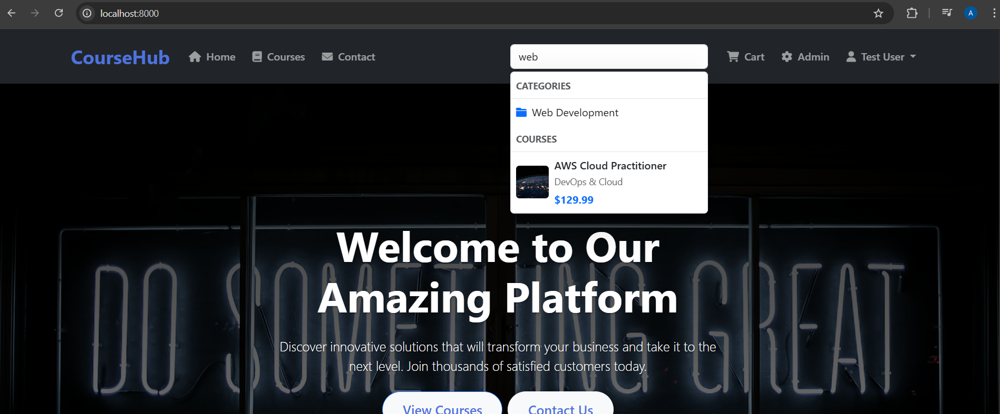 localhost:8000
A
CourseHub Home Courses Contact web Cart Admin Test User
CATEGORIES
Web Development
COURSES
AWS Cloud Practitioner
DevOps & Cloud
$129.99
Welcome to Our
Amazing Platform
DO SOMETHING GREAT
Discover innovative solutions that will transform your business and take it to the
next level. Join thousands of satisfied customers today.
View Courses Contact Us